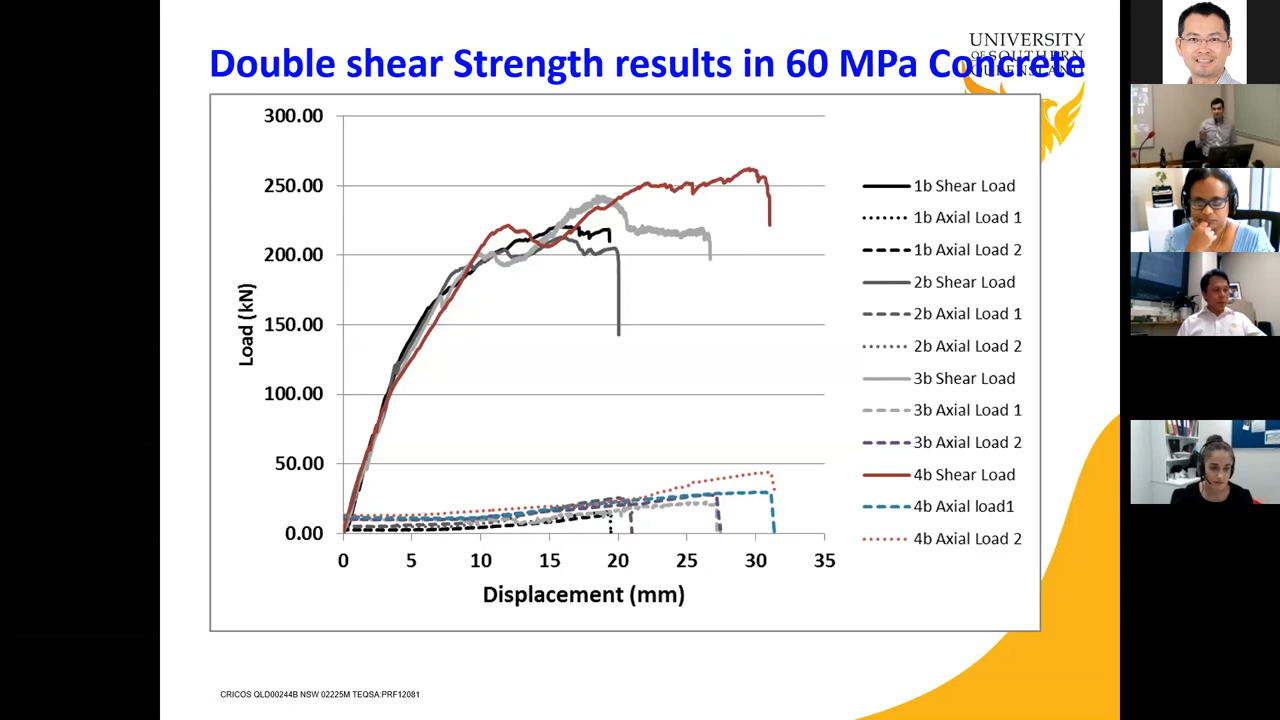 Double shear Strength results in 60 MPa Concrete
UNIVERSITY
OF SOUTHERN
QUEENSLAND
300.00
250.00
200.00
150.00
100.00
50.00
0.00
Load (kN)
0 5 10 15 20 25 30 35
Displacement (mm)
1b Shear Load
1b Axial Load 1
1b Axial Load 2
2b Shear Load
2b Axial Load 1
2b Axial Load 2
3b Shear Load
3b Axial Load 1
3b Axial Load 2
4b Shear Load
4b Axial load1
4b Axial Load 2
CRICOS QLD00244B NSW 02225M TEQSA:PRF12081